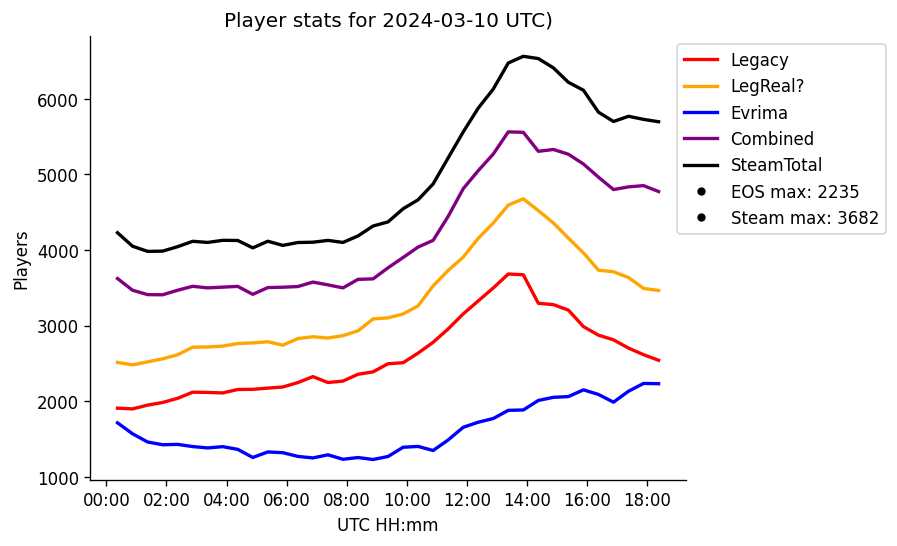 Player stats for 2024-03-10 UTC)
Legacy
LegReal?
Evrima
Combined
SteamTotal
EOS max: 2235
Steam max: 3682
Players
6000
5000
4000
3000
2000
1000
00:00 02:00 04:00 06:00 08:00 10:00 12:00 14:00 16:00 18:00
UTC HH:mm